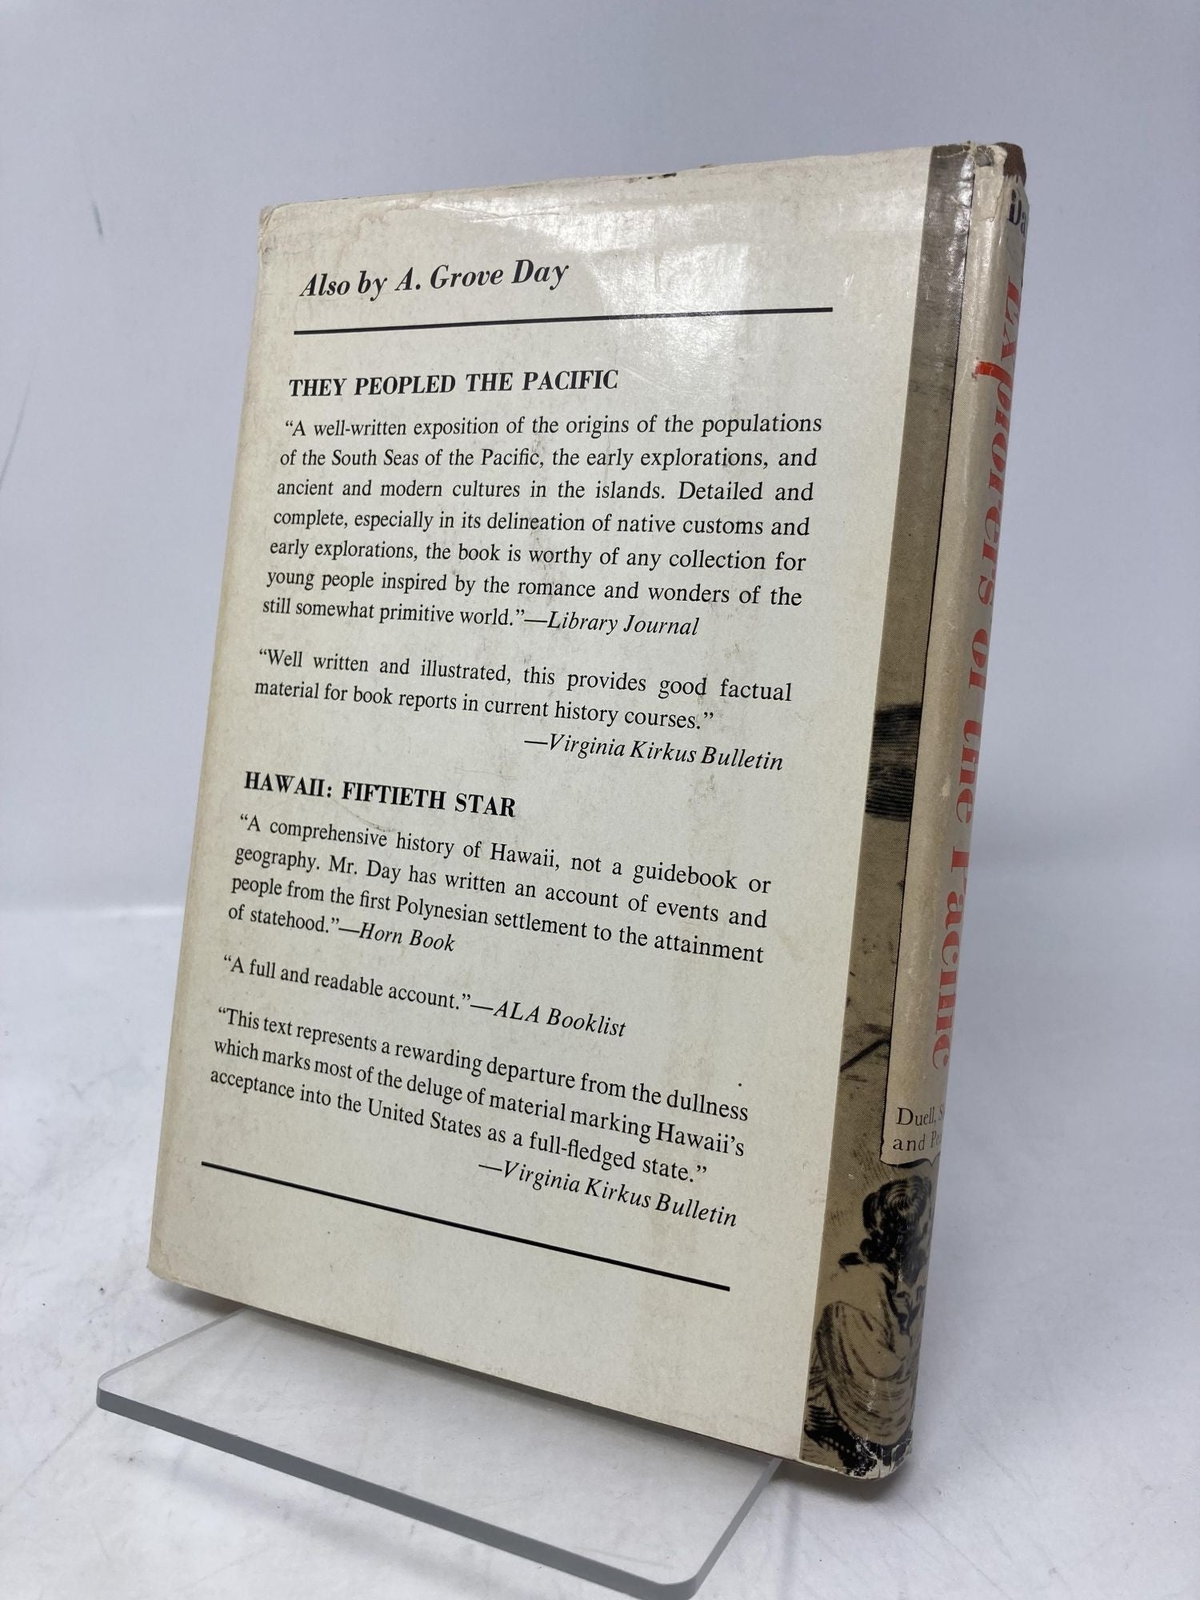 Also by A. Grove Day
THEY PEOPLED THE PACIFIC
“A well-written exposition of the origins of the populations
of the South Seas of the Pacific, the early explorations, and
ancient and modern cultures in the islands. Detailed and
complete, especially in its delineation of native customs and
early explorations, the book is worthy of any collection for
young people inspired by the romance and wonders of the
still somewhat primitive world.”—Library Journal
“Well written and illustrated, this provides good factual
material for book reports in current history courses.”
—Virginia Kirkus Bulletin
HAWAII: FIFTIETH STAR
“A comprehensive history of Hawaii, not a guidebook or
geography. Mr. Day has written an account of events and
people from the first Polynesian settlement to the attainment
of statehood.”—Horn Book
“A full and readable account.”—ALA Booklist
“This text represents a rewarding departure from the dullness
which marks most of the deluge of material marking Hawaii’s
acceptance into the United States as a full-fledged state.”
—Virginia Kirkus Bulletin
Explorers of the Pacific
Duell,
and